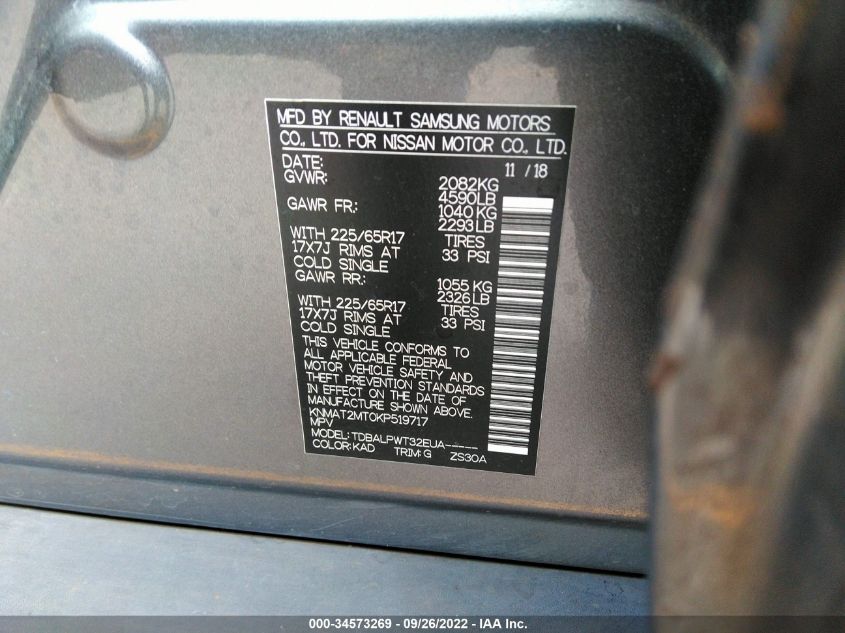 MFD BY RENAULT SAMSUNG MOTORS
CO., LTD. FOR NISSAN MOTOR CO., LTD.
DATE: 11 / 18
GVWR: 2082KG
4590LB
GAWR FR.: 1040 KG
2293 LB
WITH 225/65R17 TIRES
17X7J RIMS AT 33 PSI
COLD SINGLE
GAWR RR.: 1055 KG
2326 LB
WITH 225/65R17 TIRES
17X7J RIMS AT 33 PSI
COLD SINGLE
THIS VEHICLE CONFORMS TO
ALL APPLICABLE FEDERAL
MOTOR VEHICLE SAFETY AND
THEFT PREVENTION STANDARDS
IN EFFECT ON THE DATE OF
MANUFACTURE SHOWN ABOVE.
KNMAT2MT0KP519717
MPV
MODEL: TDBALPWT32EUA-----
COLOR: KAD TRIM: G ZS30A
000-34573269 - 09/26/2022 - IAA Inc.